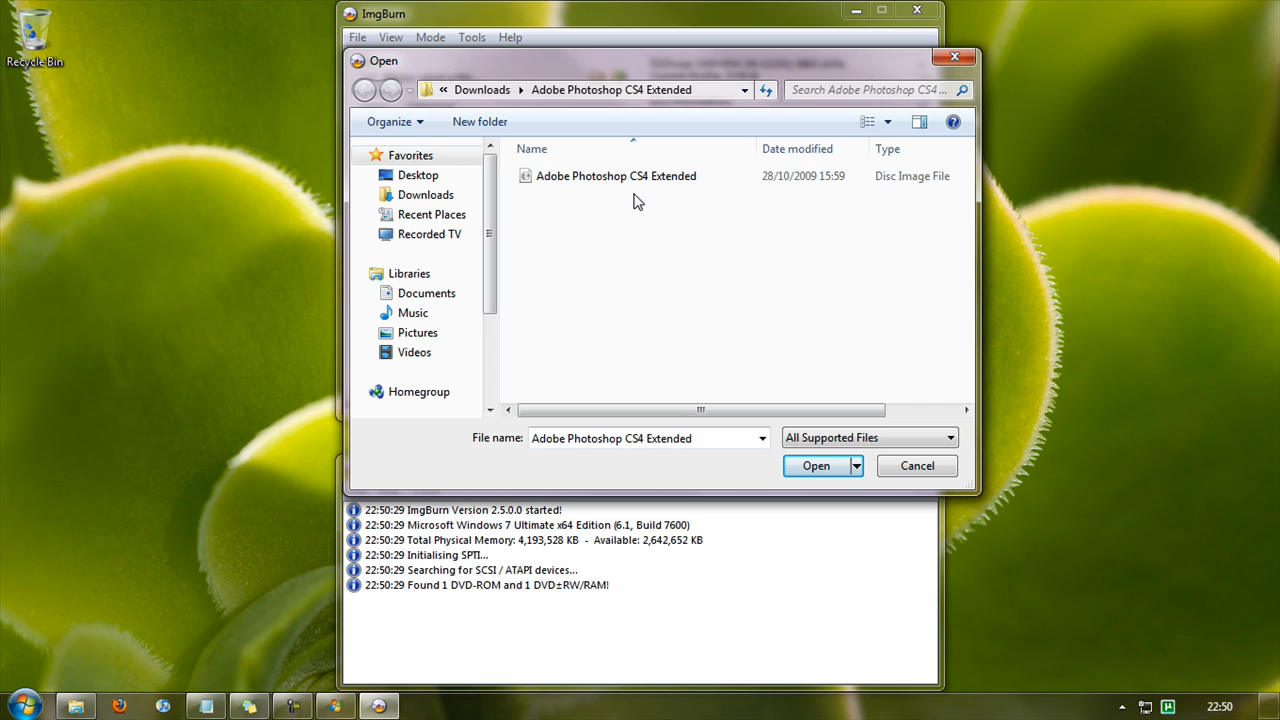 Recycle Bin
ImgBurn
File View Mode Tools Help
Open
« Downloads Adobe Photoshop CS4 Extended
Search Adobe Photoshop CS4 ...
Organize New folder
Name Date modified Type
Adobe Photoshop CS4 Extended 28/10/2009 15:59 Disc Image File
Favorites
Desktop
Downloads
Recent Places
Recorded TV
Libraries
Documents
Music
Pictures
Videos
Homegroup
File name: Adobe Photoshop CS4 Extended All Supported Files
Open Cancel
22:50:29 ImgBurn Version 2.5.0.0 started!
22:50:29 Microsoft Windows 7 Ultimate x64 Edition (6.1, Build 7600)
22:50:29 Total Physical Memory: 4,193,528 KB - Available: 2,642,652 KB
22:50:29 Initialising SPTI...
22:50:29 Searching for SCSI / ATAPI devices...
22:50:29 Found 1 DVD-ROM and 1 DVD±RW/RAM!
22:50